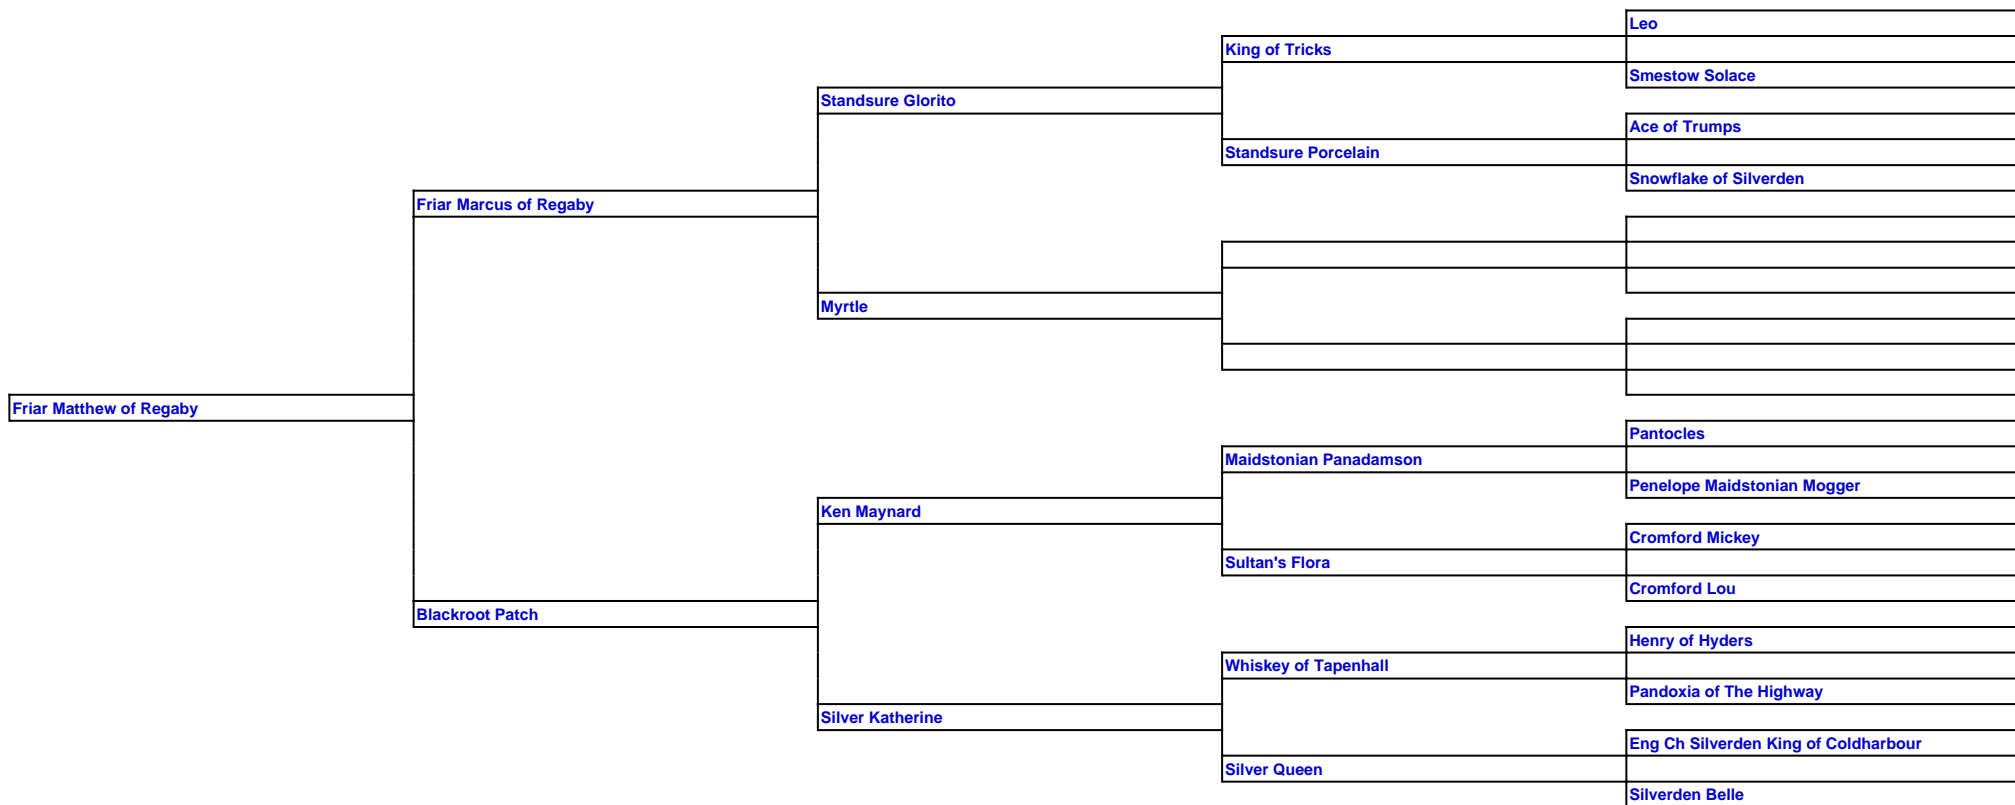 Leo
King of Tricks
Smestow Solace
Standsure Glorito
Ace of Trumps
Standsure Porcelain
Snowflake of Silverden
Friar Marcus of Regaby
Myrtle
Friar Matthew of Regaby
Pantocles
Maidstonian Panadamson
Penelope Maidstonian Mogger
Ken Maynard
Cromford Mickey
Sultan's Flora
Cromford Lou
Blackroot Patch
Henry of Hyders
Whiskey of Tapenhall
Pandoxia of The Highway
Silver Katherine
Eng Ch Silverden King of Coldharbour
Silver Queen
Silverden Belle